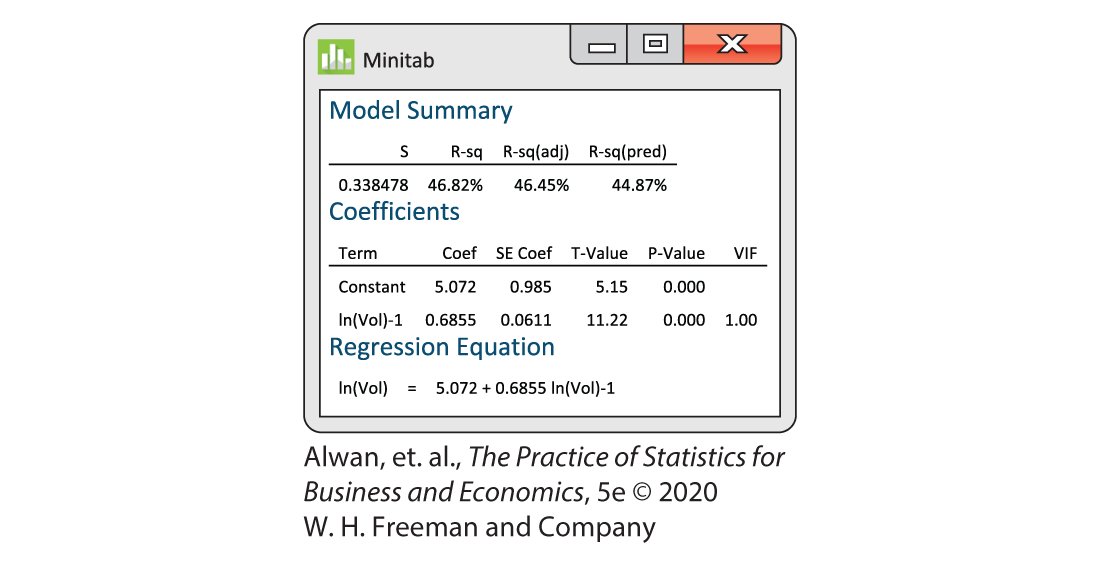 Minitab
Model Summary
S R-sq R-sq(adj) R-sq(pred)
0.338478 46.82% 46.45% 44.87%
Coefficients
Term Coef SE Coef T-Value P-Value VIF
Constant 5.072 0.985 5.15 0.000
ln(Vol)-1 0.6855 0.0611 11.22 0.000 1.00
Regression Equation
ln(Vol) = 5.072 + 0.6855 ln(Vol)-1
Alwan, et. al., The Practice of Statistics for
Business and Economics, 5e © 2020
W. H. Freeman and Company